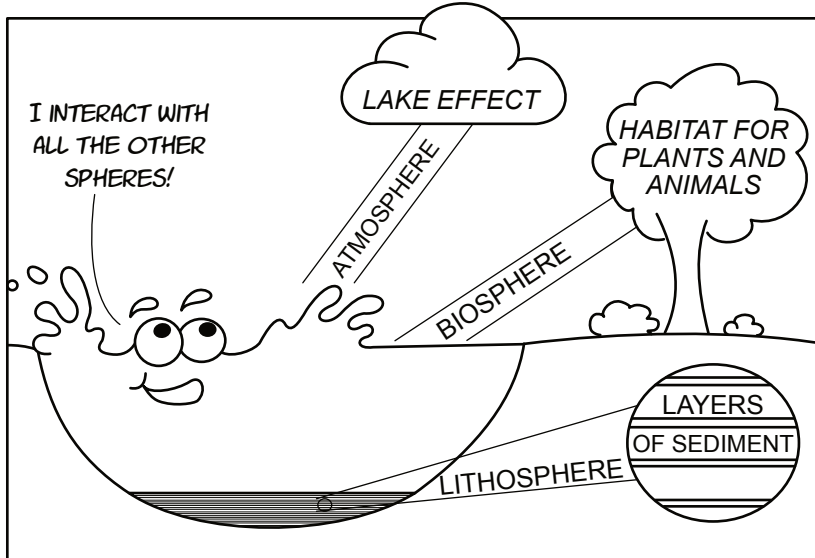 I INTERACT WITH
ALL THE OTHER
SPHERES!
LAKE EFFECT
ATMOSPHERE
HABITAT FOR
PLANTS AND
ANIMALS
BIOSPHERE
LAYERS
OF SEDIMENT
LITHOSPHERE